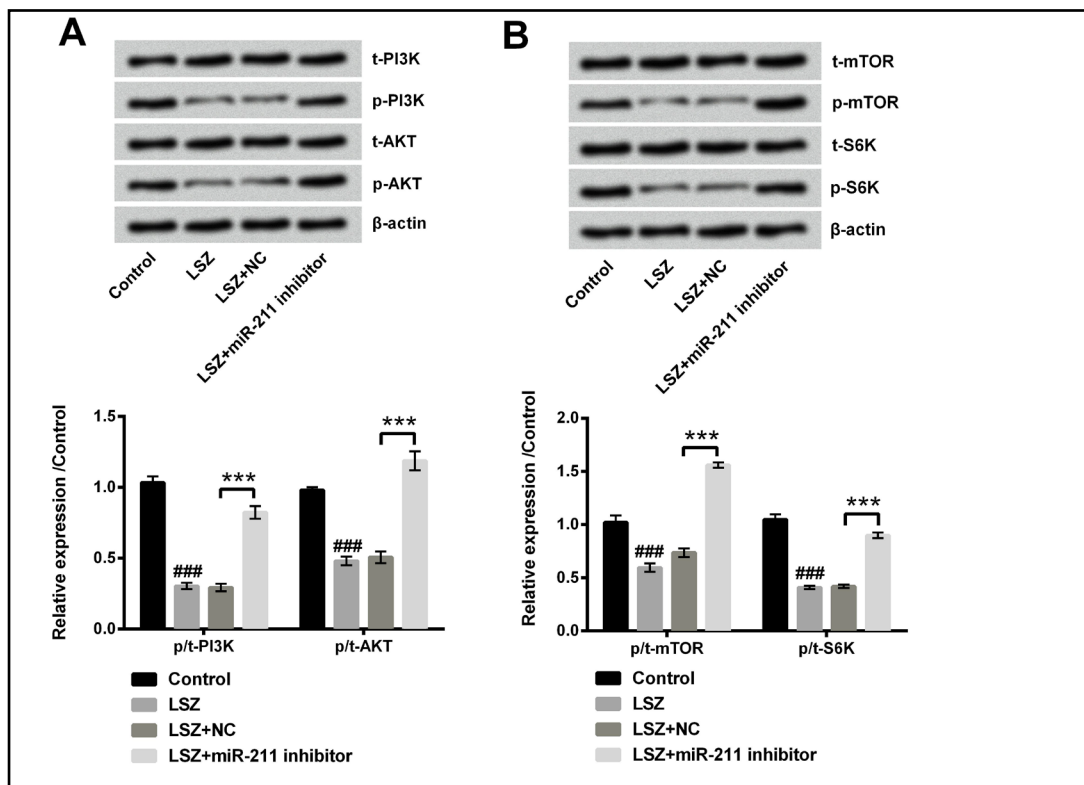 A
t-PI3K
p-PI3K
t-AKT
p-AKT
β-actin
Control
LSZ
LSZ+NC
LSZ+miR-211 inhibitor
Relative expression /Control
1.5
1.0
0.5
0.0
###
***
###
***
p/t-PI3K
p/t-AKT
Control
LSZ
LSZ+NC
LSZ+miR-211 inhibitor
B
t-mTOR
p-mTOR
t-S6K
p-S6K
β-actin
Control
LSZ
LSZ+NC
LSZ+miR-211 inhibitor
Relative expression /Control
2.0
1.5
1.0
0.5
0.0
###
***
###
***
p/t-mTOR
p/t-S6K
Control
LSZ
LSZ+NC
LSZ+miR-211 inhibitor